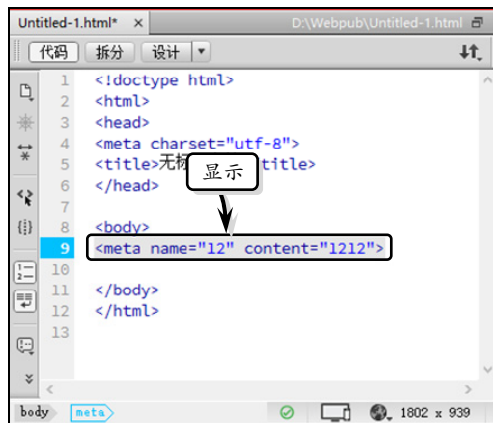 Untitled-1.html* × D:\Webpub\Untitled-1.html
代码 拆分 设计
1 <!doctype html>
2 <html>
3 <head>
4 <meta charset="utf-8">
5 <title>无标 title>
6 </head>
显示
7
8 <body>
9 <meta name="12" content="1212">
10
11 </body>
12 </html>
13
body meta 1802 x 939